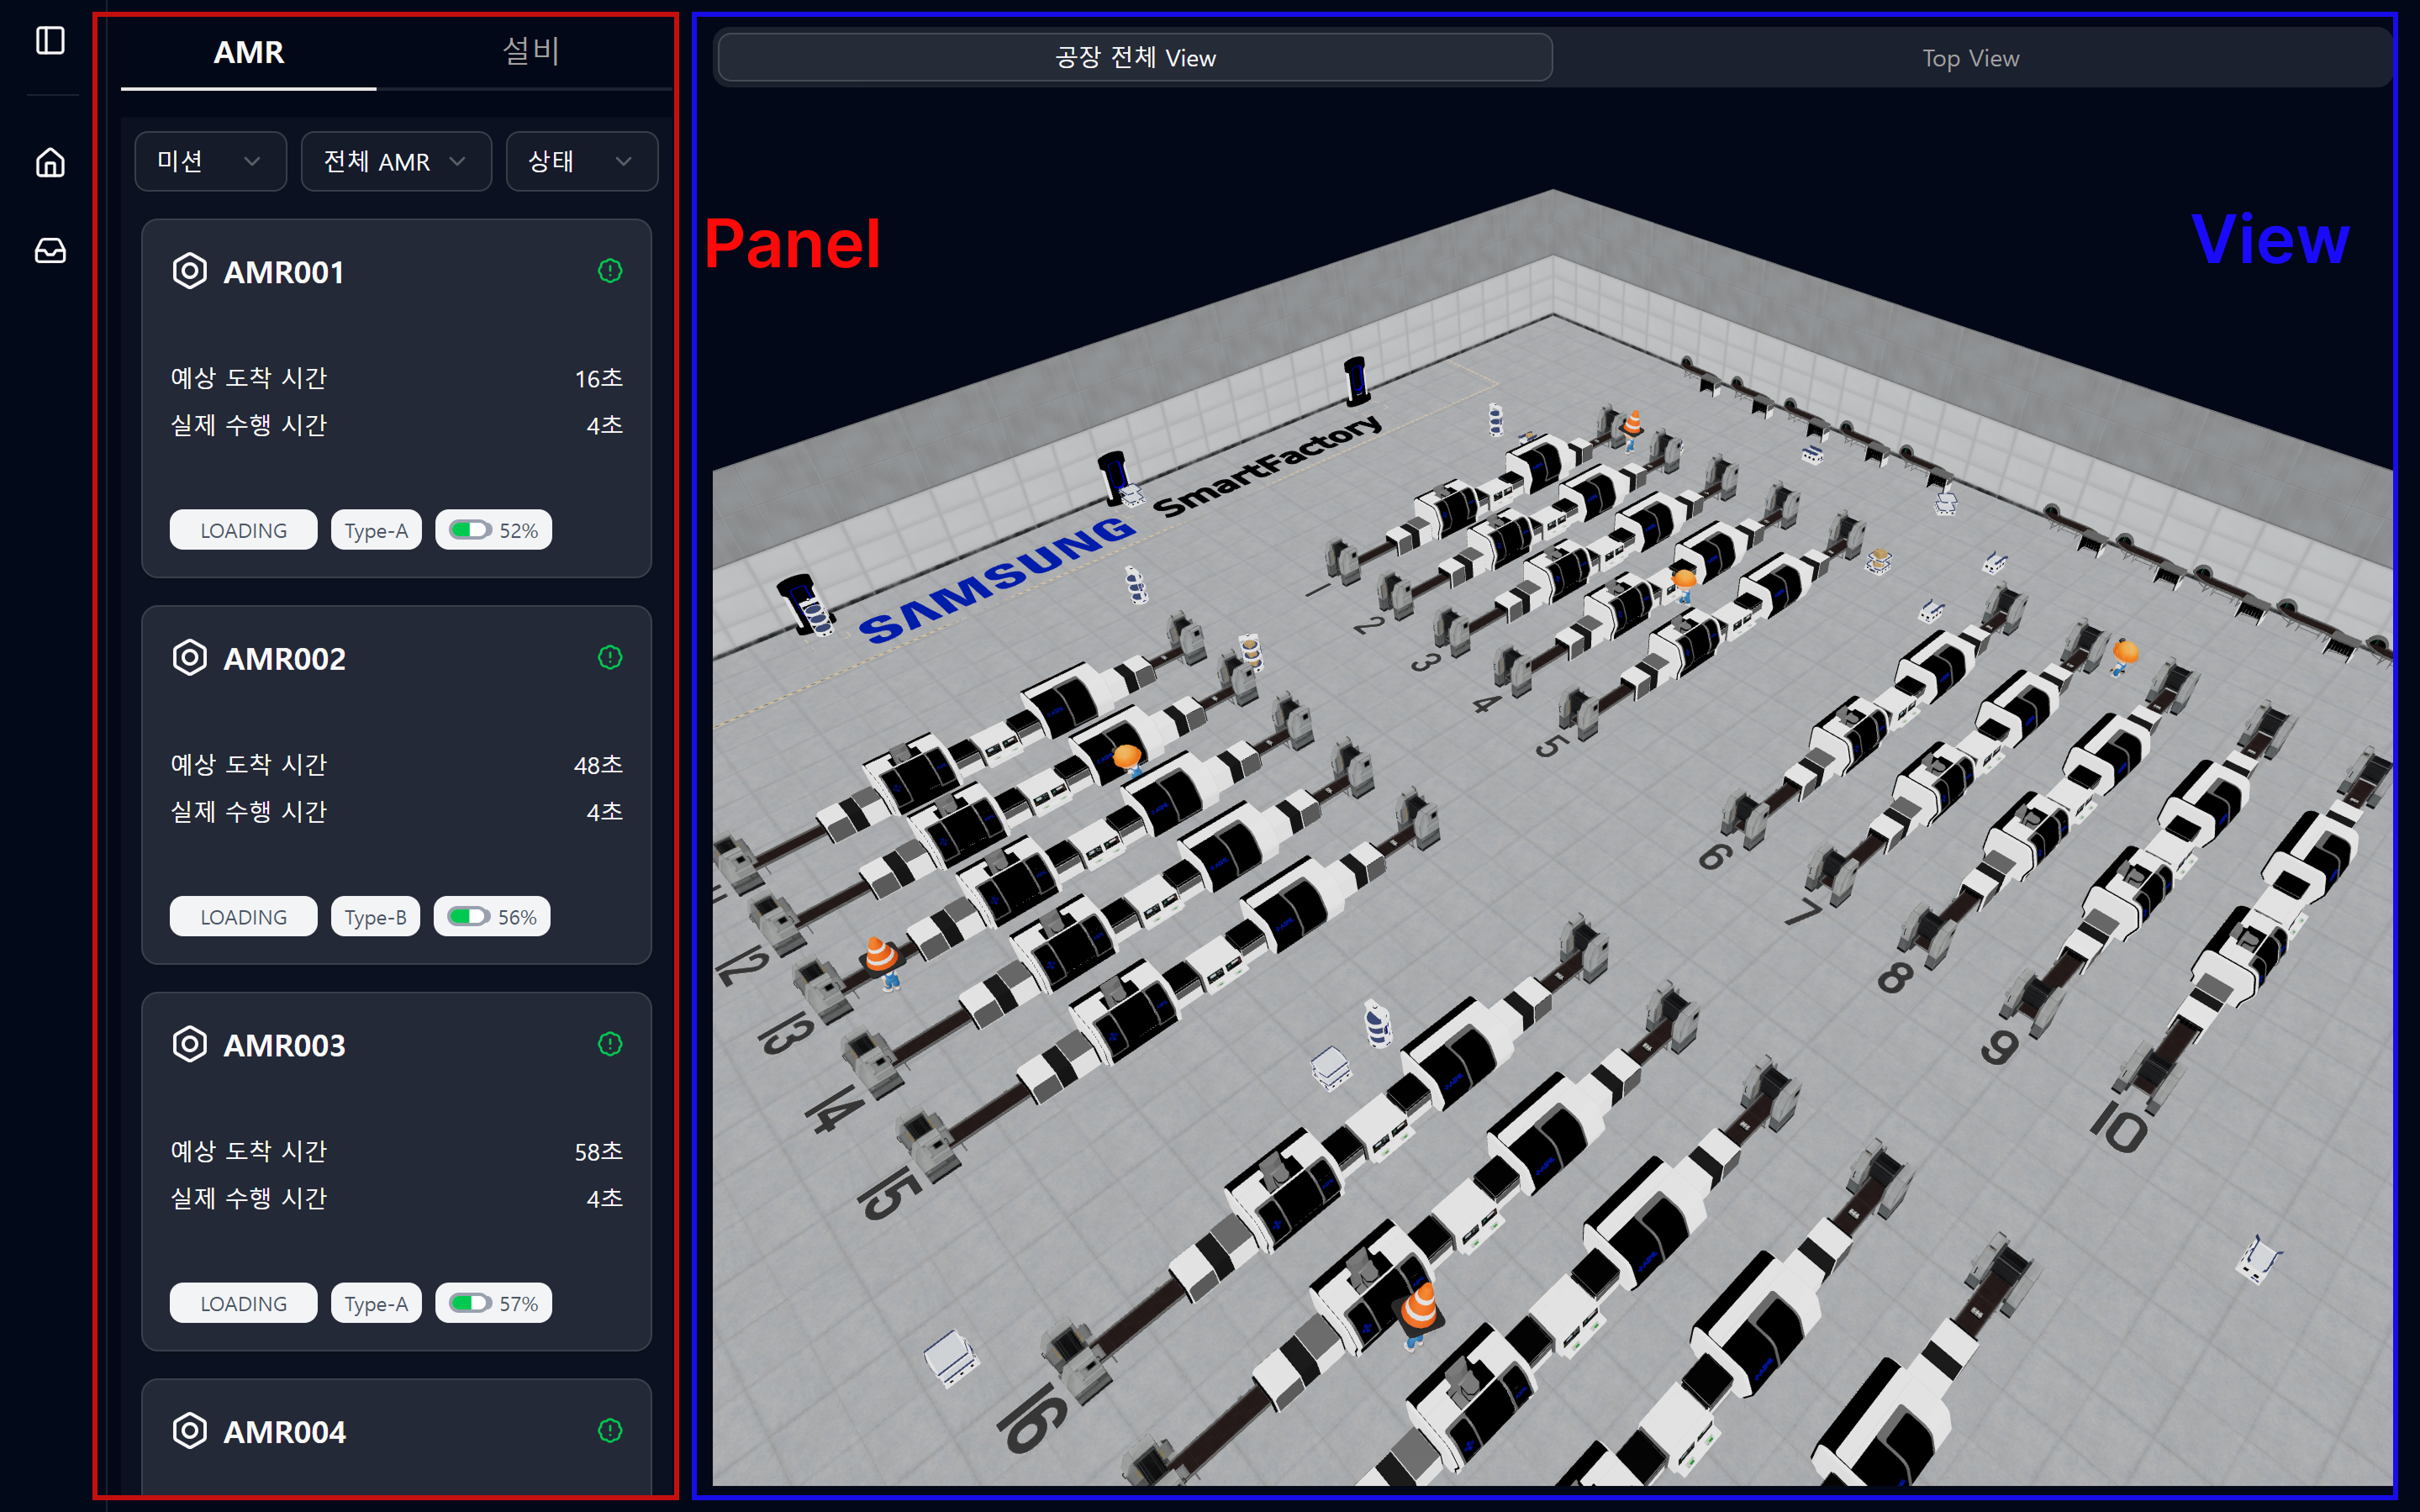 AMR
설비
공장 전체 View
Top View
미션
전체 AMR
상태
Panel
View
AMR001
예상 도착 시간
16초
실제 수행 시간
4초
LOADING
Type-A
52%
AMR002
예상 도착 시간
48초
실제 수행 시간
4초
LOADING
Type-B
56%
AMR003
예상 도착 시간
58초
실제 수행 시간
4초
LOADING
Type-A
57%
AMR004
SAMSUNG SmartFactory
1
2
3
4
5
6
7
8
9
10
12
13
14
15
16